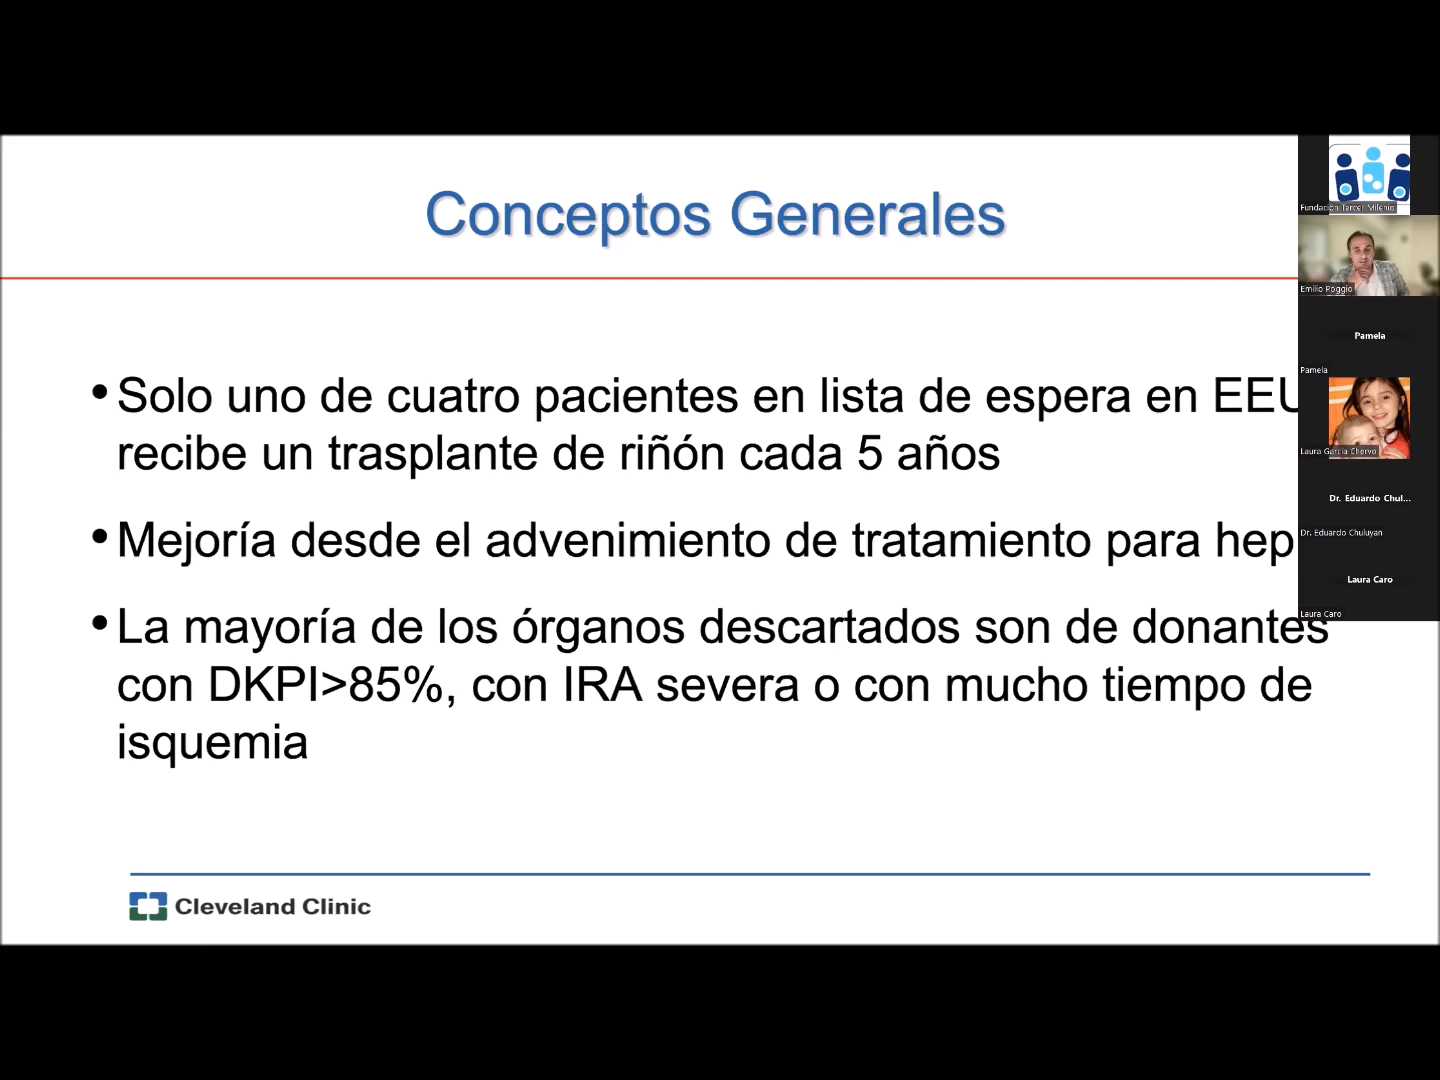 Conceptos Generales
• Solo uno de cuatro pacientes en lista de espera en EEU
recibe un trasplante de riñón cada 5 años
• Mejoría desde el advenimiento de tratamiento para hep
• La mayoría de los órganos descartados son de donantes
con DKPI>85%, con IRA severa o con mucho tiempo de
isquemia
Cleveland Clinic
Fundación Tercer Milenio
Emilio Poggio
Pamela
Pamela
Laura Garcia Chervo
Dr. Eduardo Chul...
Dr. Eduardo Chuluyan
Laura Caro
Laura Caro